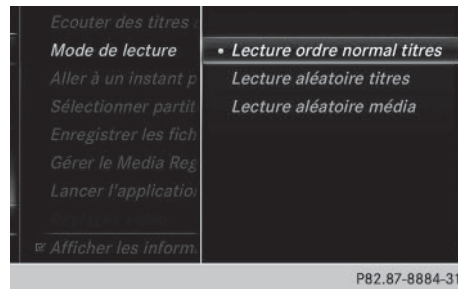 Ecouter des titres
Mode de lecture
Aller à un instant p
Sélectionner partit
Enregistrer les fich
Gérer le Media Reg
Lancer l'application
Afficher les inform
• Lecture ordre normal titres
Lecture aléatoire titres
Lecture aléatoire média
P82.87-8884-31